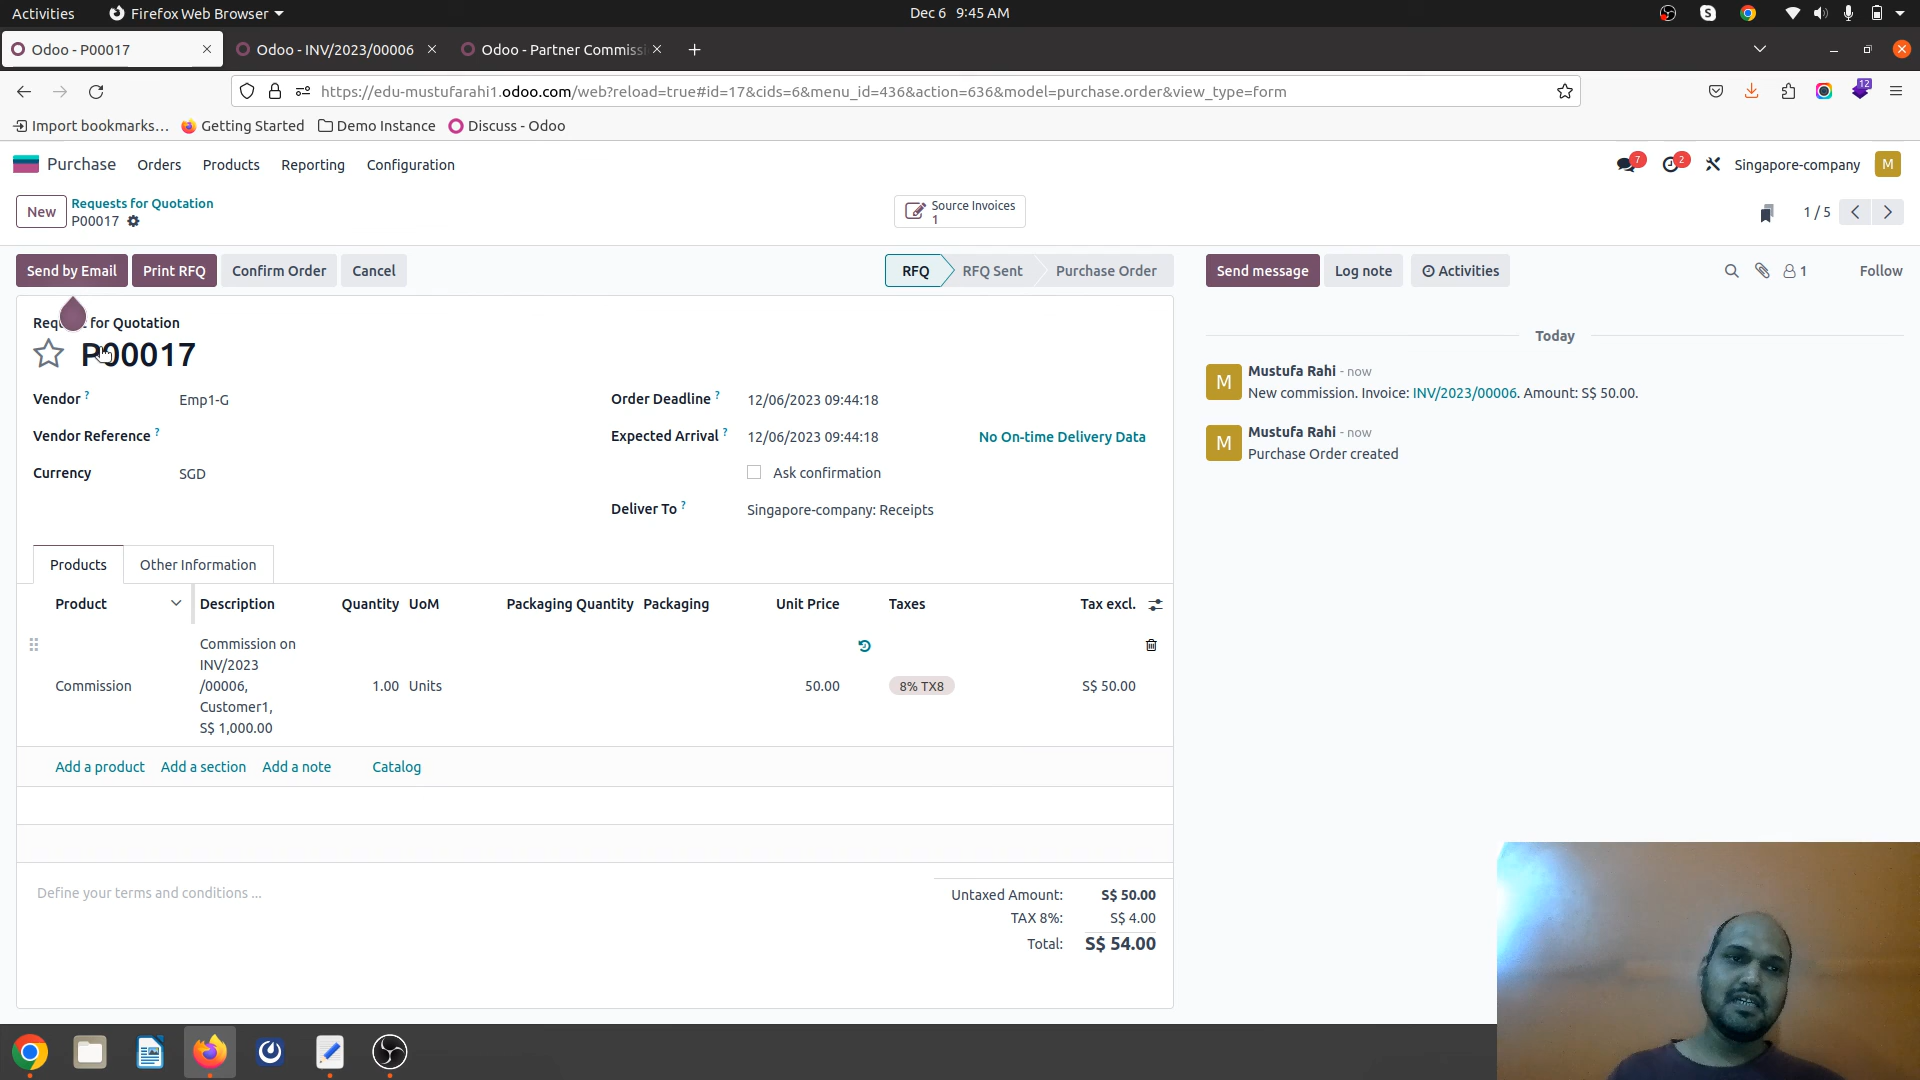 Activities Firefox Web Browser Dec 6 9:45 AM
Odoo - P00017 Odoo - INV/2023/00006 Odoo - Partner Commiss
https://edu-mustufarahi1.odoo.com/web?reload=true#id=17&cids=6&menu_id=436&action=636&model=purchase.order&view_type=form 12
Import bookmarks... Getting Started Demo Instance Discuss - Odoo
Purchase Orders Products Reporting Configuration 7 2 Singapore-company M
New Requests for Quotation Source Invoices
P00017 1 1 / 5
Send by Email Print RFQ Confirm Order Cancel RFQ RFQ Sent Purchase Order Send message Log note Activities 1 Follow
Request for Quotation
P00017
Today
M Mustufa Rahi - now
New commission. Invoice: INV/2023/00006. Amount: S$ 50.00.
M Mustufa Rahi - now
Purchase Order created
Vendor ? Emp1-G Order Deadline ? 12/06/2023 09:44:18
Vendor Reference ? Expected Arrival ? 12/06/2023 09:44:18 No On-time Delivery Data
Currency SGD Ask confirmation
Deliver To ? Singapore-company: Receipts
Products Other Information
Product Description Quantity UoM Packaging Quantity Packaging Unit Price Taxes Tax excl.
Commission on
INV/2023
Commission /00006, 1.00 Units 50.00 8% TX8 S$ 50.00
Customer1,
S$ 1,000.00
Add a product Add a section Add a note Catalog
Define your terms and conditions ...
Untaxed Amount: S$ 50.00
TAX 8%: S$ 4.00
Total: S$ 54.00